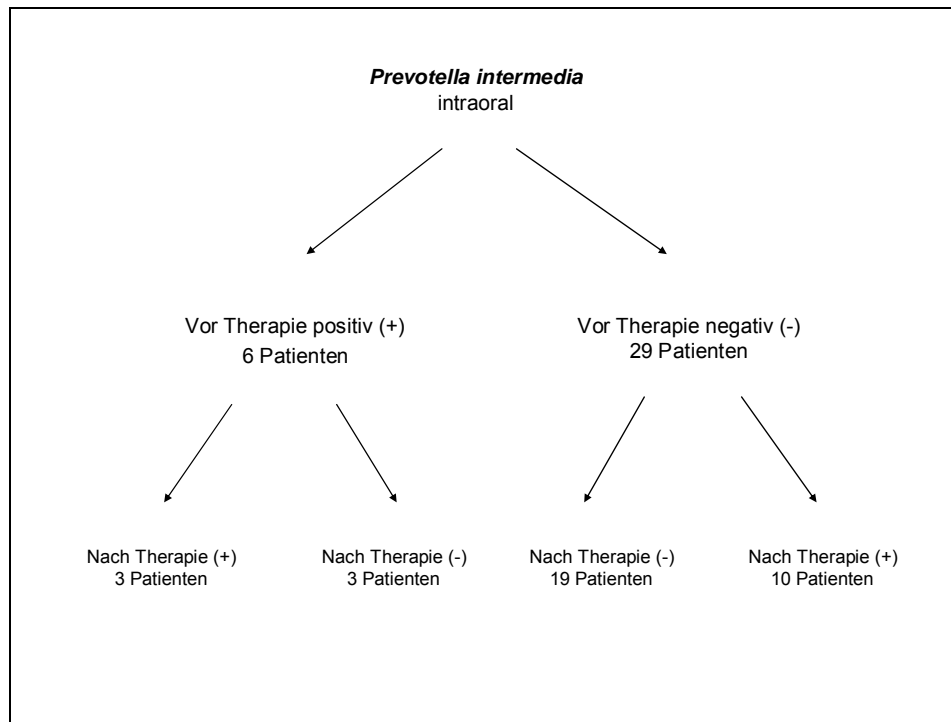 Prevotella intermedia
intraoral
Vor Therapie positiv (+)
6 Patienten
Vor Therapie negativ (-)
29 Patienten
Nach Therapie (+)
3 Patienten
Nach Therapie (-)
3 Patienten
Nach Therapie (-)
19 Patienten
Nach Therapie (+)
10 Patienten